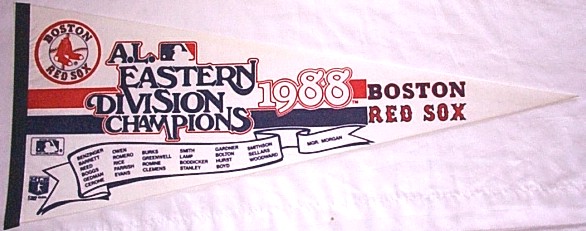 BOSTON
RED SOX
A.L.
EASTERN
DIVISION
CHAMPIONS
1988
TM
BOSTON
RED SOX
BENZINGER OWEN BURKS SMITH GARDNER SMITHSON
BARRETT ROMERO GREENWELL LAMP BOLTON SELLARS
REED RICE ROMINE BODDICKER HURST WOODWARD
BOGGS PARRISH CLEMENS STANLEY BOYD
GEDMAN EVANS
CERONE
MGR. MORGAN